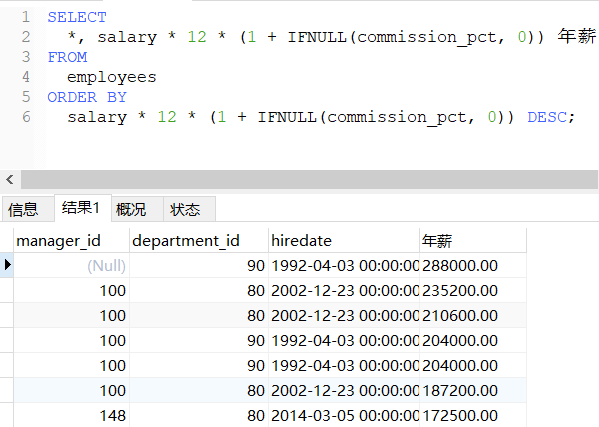 1 SELECT
2 *, salary * 12 * (1 + IFNULL(commission_pct, 0)) 年薪
3 FROM
4 employees
5 ORDER BY
6 salary * 12 * (1 + IFNULL(commission_pct, 0)) DESC;
信息 结果1 概况 状态
manager_id department_id hiredate 年薪
(Null) 90 1992-04-03 00:00:00 288000.00
100 80 2002-12-23 00:00:00 235200.00
100 80 2002-12-23 00:00:00 210600.00
100 90 1992-04-03 00:00:00 204000.00
100 90 1992-04-03 00:00:00 204000.00
100 80 2002-12-23 00:00:00 187200.00
148 80 2014-03-05 00:00:00 172500.00